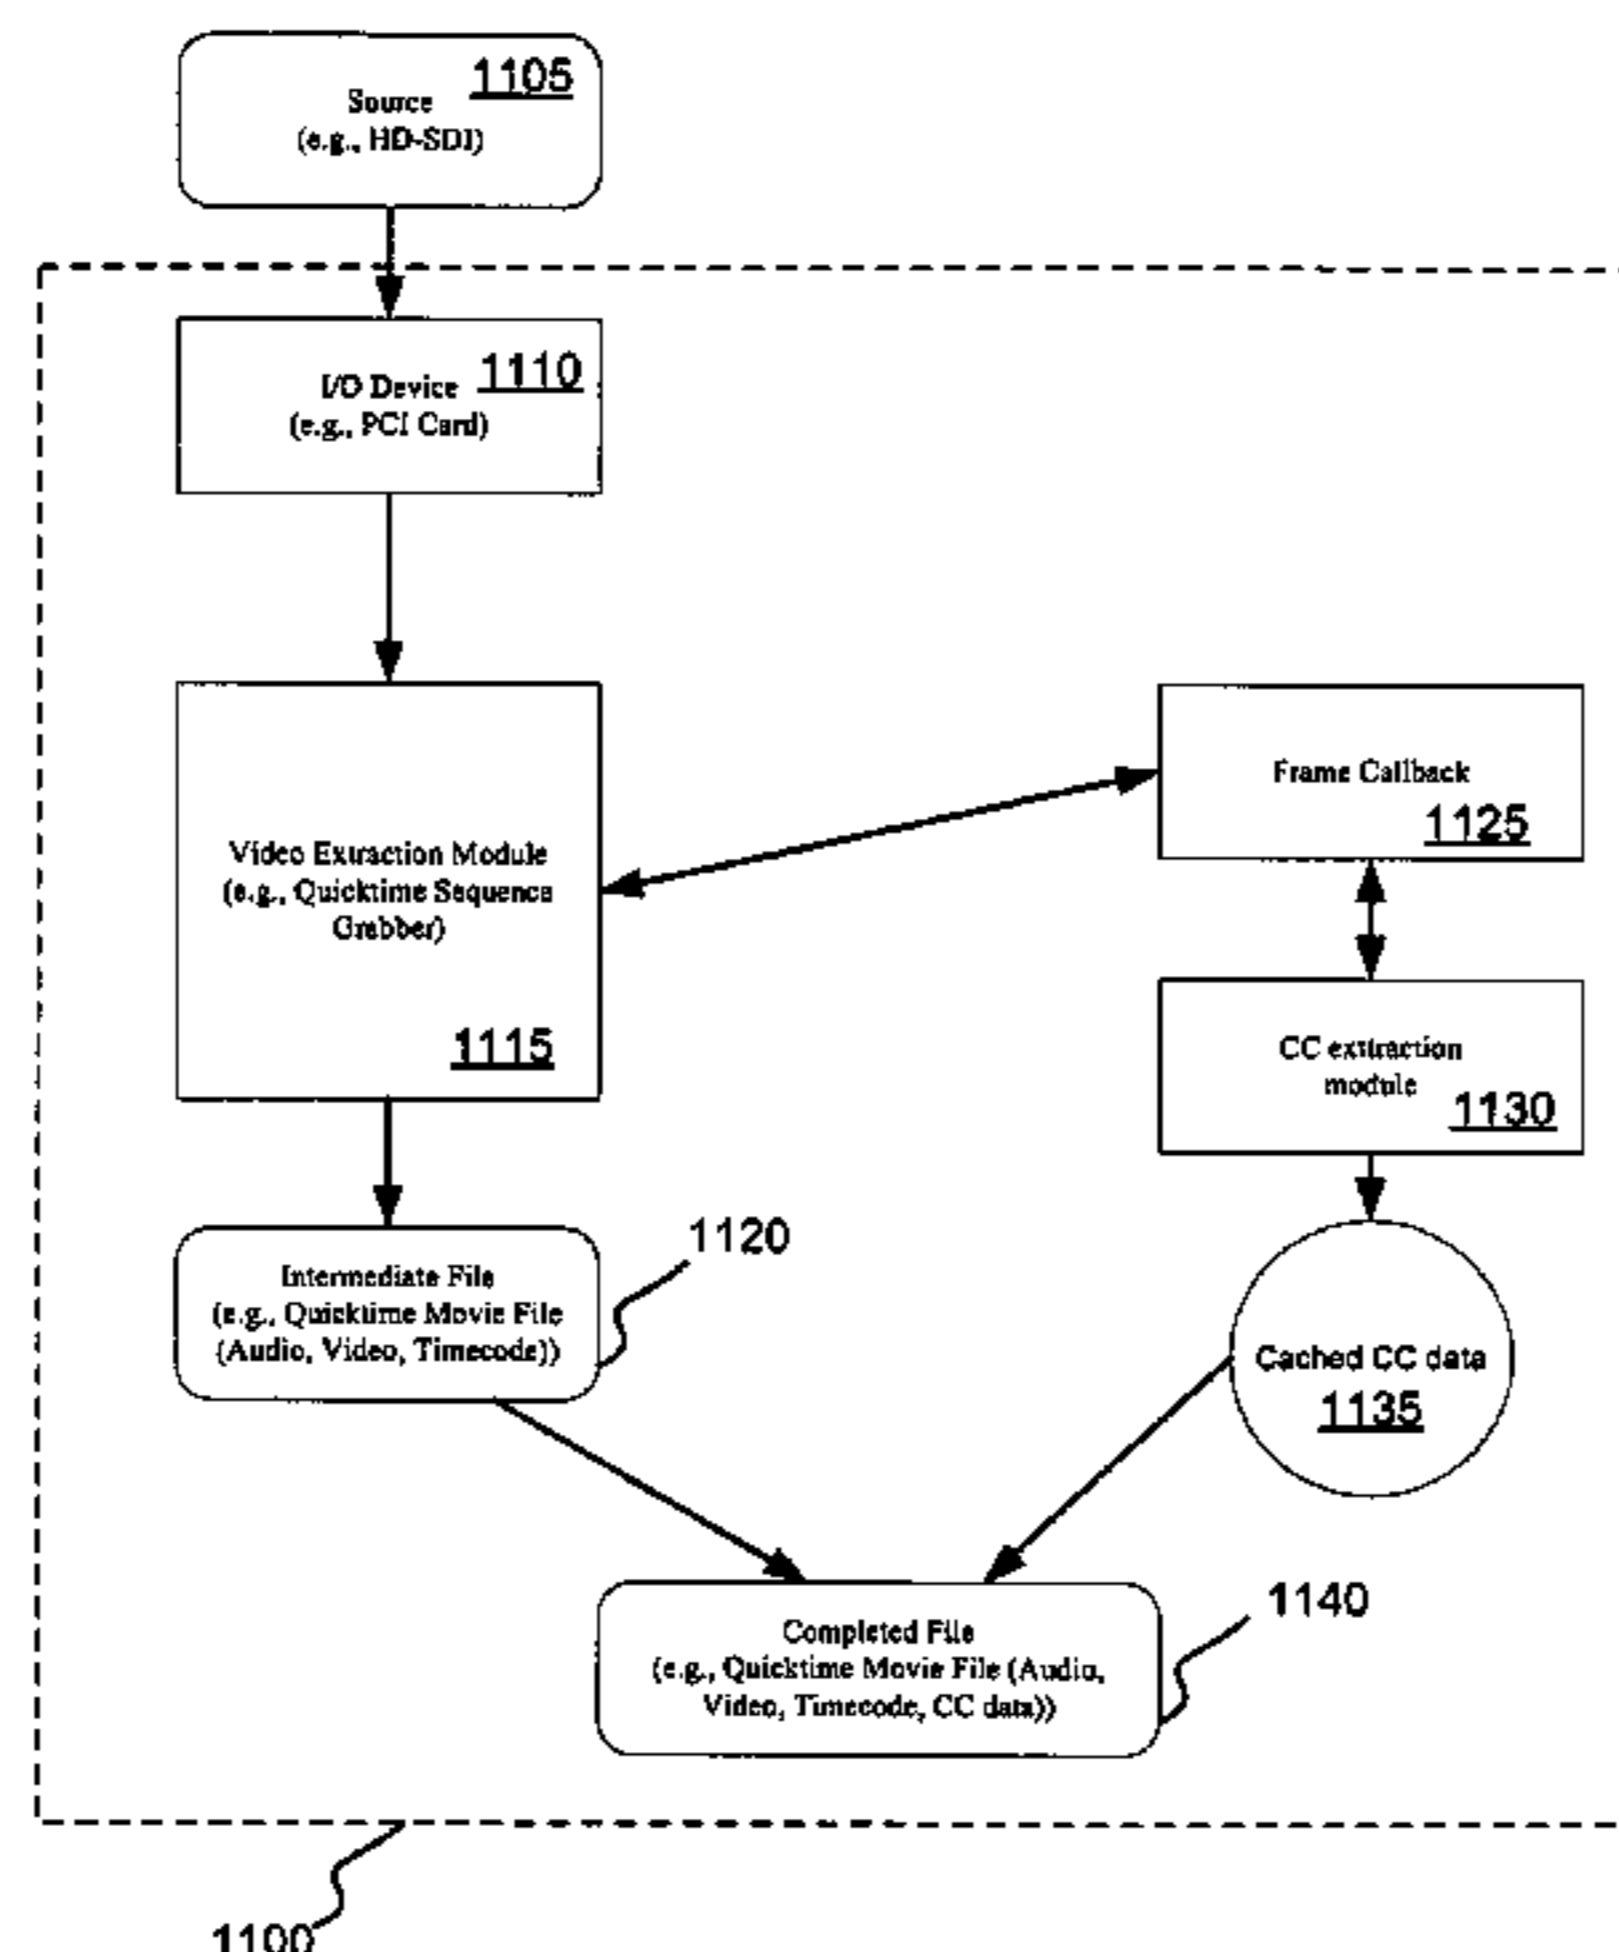 1105
Source
(e.g., HD-SDI)
1110
I/O Device
(e.g., PCI Card)
Video Extraction Module
(e.g., Quicktime Sequence
Grabber)
1115
Frame Callback
1125
CC exttraction
module
1130
1120
Intermediate File
(e.g., Quicktime Movie File
(Audio, Video, Timecode))
Cached CC data
1135
1140
Completed File
(e.g., Quicktime Movie File (Audio,
Video, Timecode, CC data))
1100